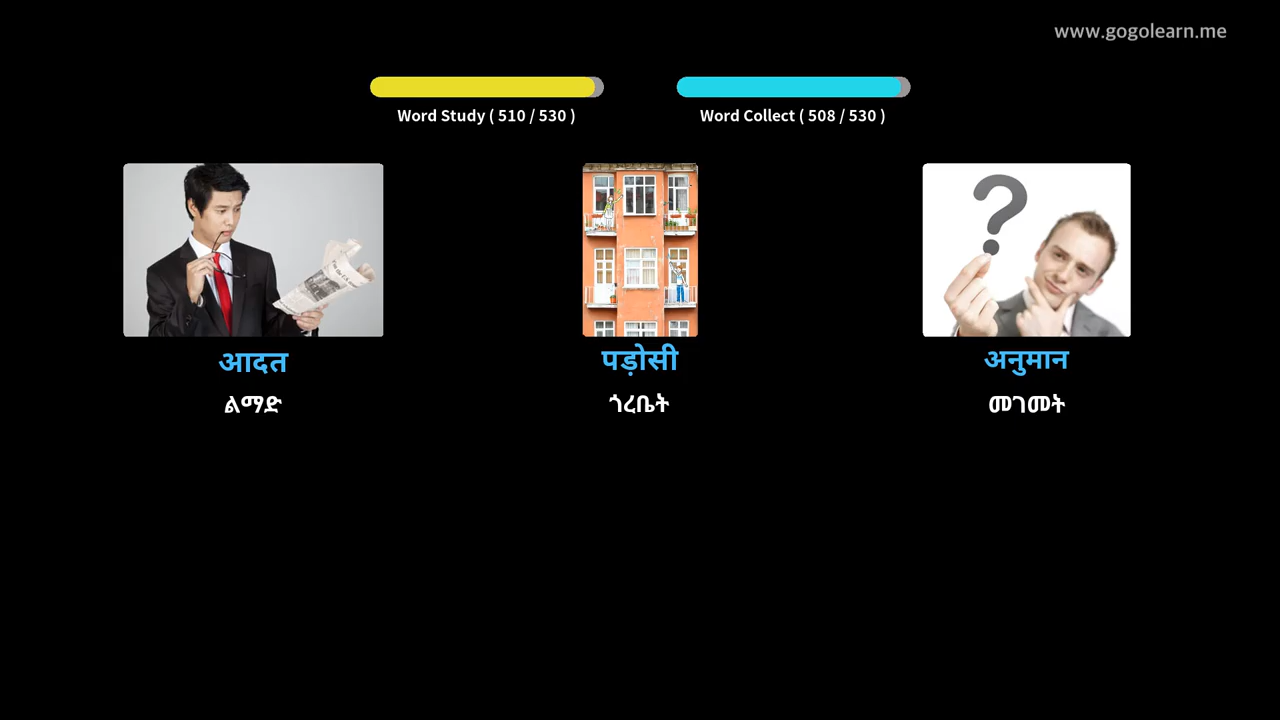 www.gogolearn.me
Word Study ( 510 / 530 )
Word Collect ( 508 / 530 )
आदत
पड़ोसी
अनुमान
ልማድ
ጎረቤት
መገመት